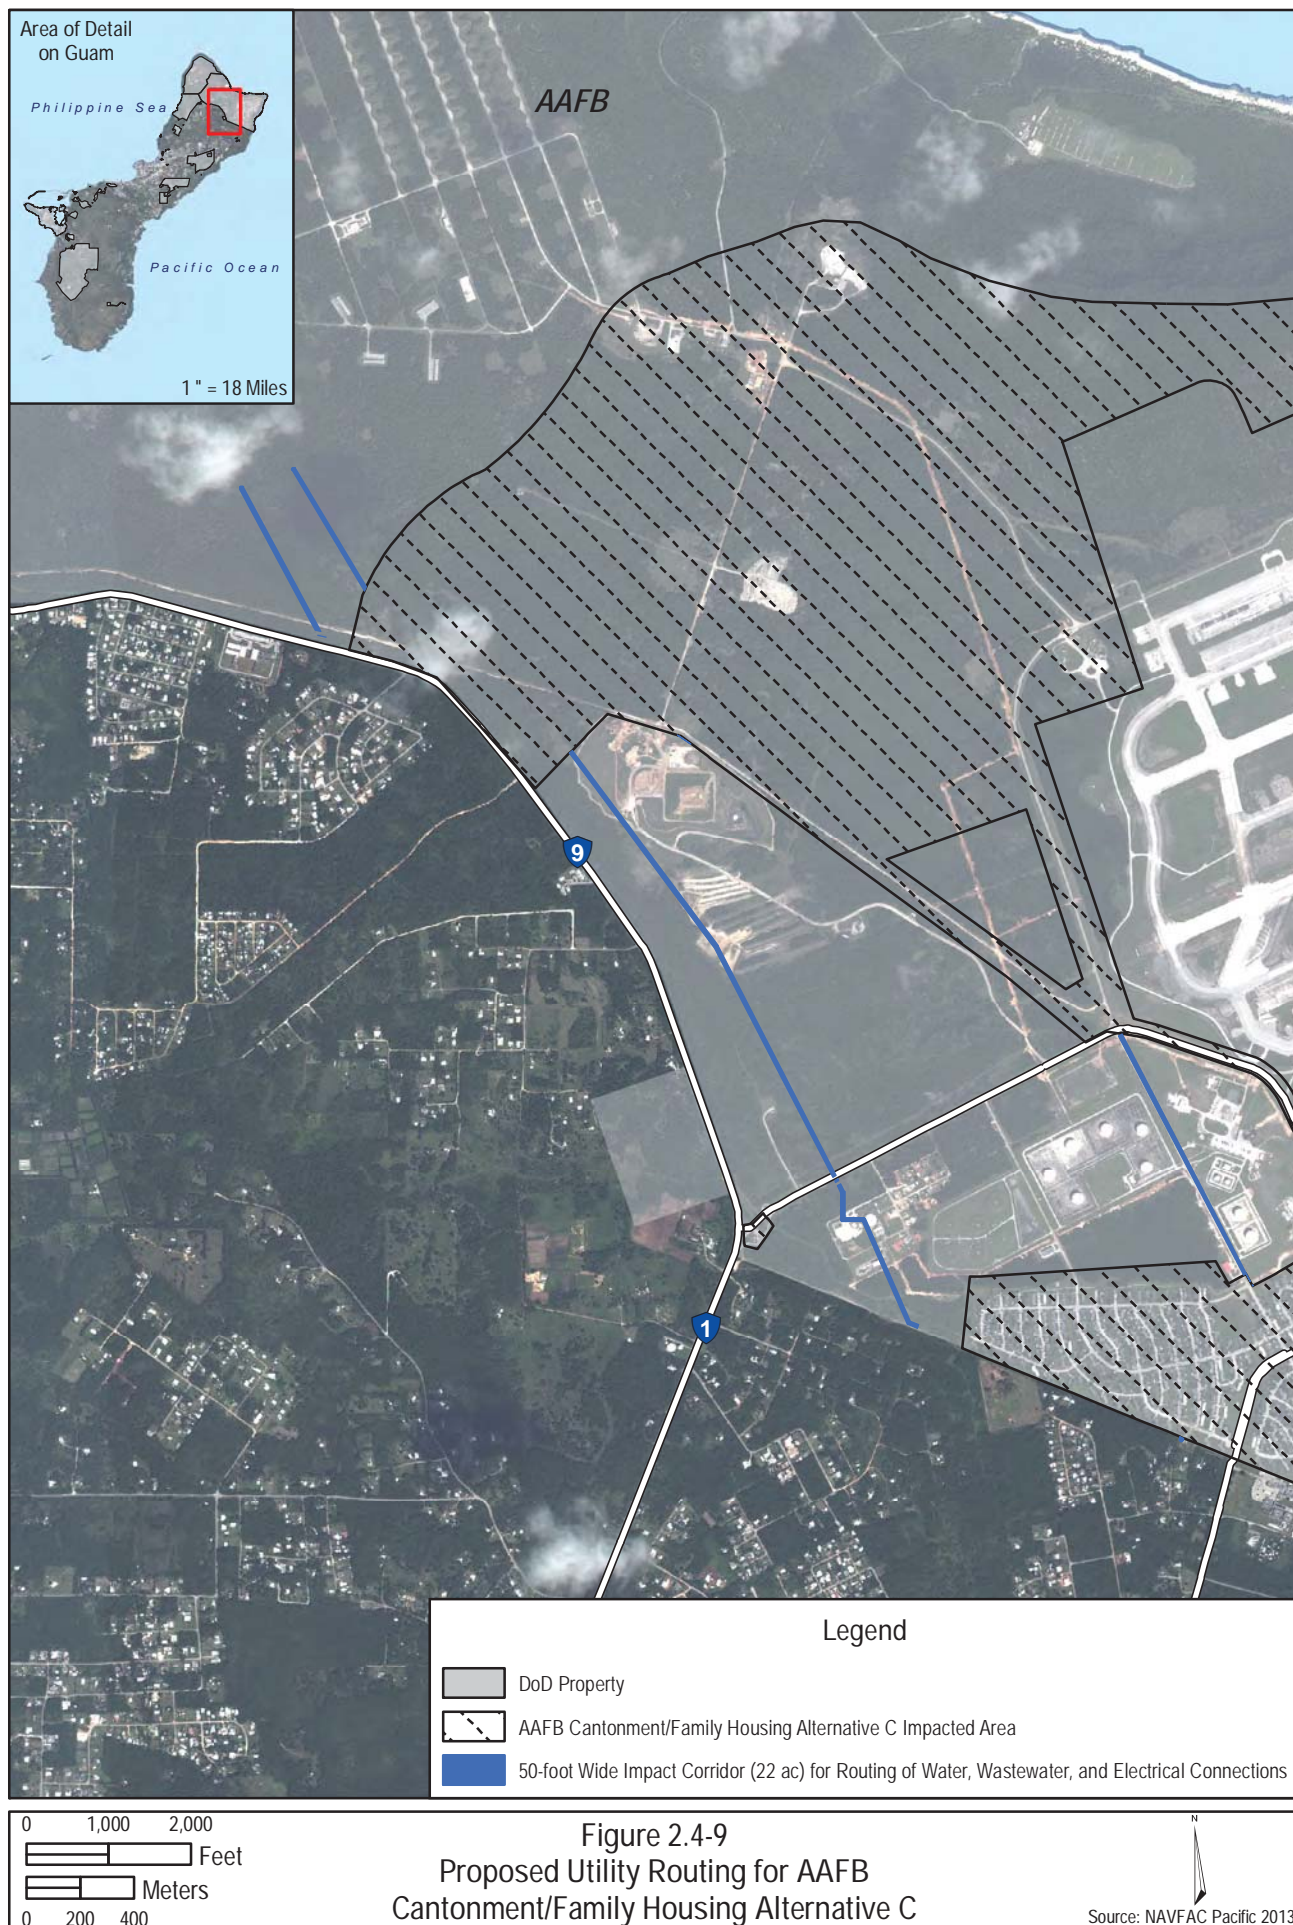 Area of Detail
on Guam
Philippine Sea
Pacific Ocean
1 " = 18 Miles
AAFB
9
1
Legend
DoD Property
AAFB Cantonment/Family Housing Alternative C Impacted Area
50-foot Wide Impact Corridor (22 ac) for Routing of Water, Wastewater, and Electrical Connections
0 1,000 2,000
Feet
Meters
0 200 400
Figure 2.4-9
Proposed Utility Routing for AAFB
Cantonment/Family Housing Alternative C
N
Source: NAVFAC Pacific 2013